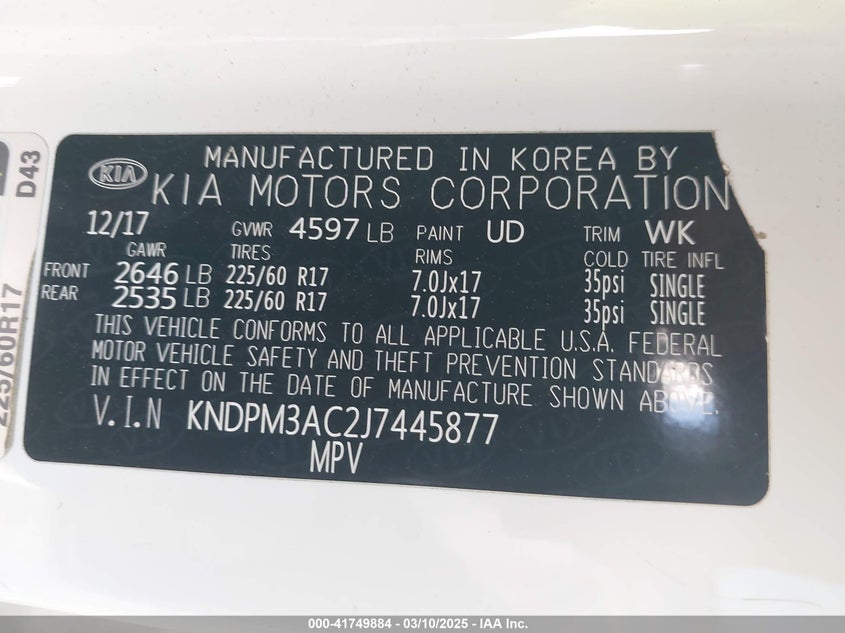 MANUFACTURED IN KOREA BY
KIA KIA MOTORS CORPORATION
12/17 GVWR 4597 LB PAINT UD TRIM WK
GAWR TIRES RIMS COLD TIRE INFL
FRONT 2646 LB 225/60 R17 7.0Jx17 35psi SINGLE
REAR 2535 LB 225/60 R17 7.0Jx17 35psi SINGLE
THIS VEHICLE CONFORMS TO ALL APPLICABLE U.S.A. FEDERAL
MOTOR VEHICLE SAFETY AND THEFT PREVENTION STANDARDS
IN EFFECT ON THE DATE OF MANUFACTURE SHOWN ABOVE.
V.I.N KNDPM3AC2J7445877
MPV
D43
225/60R17
000-41749884 — 03/10/2025 — IAA Inc.